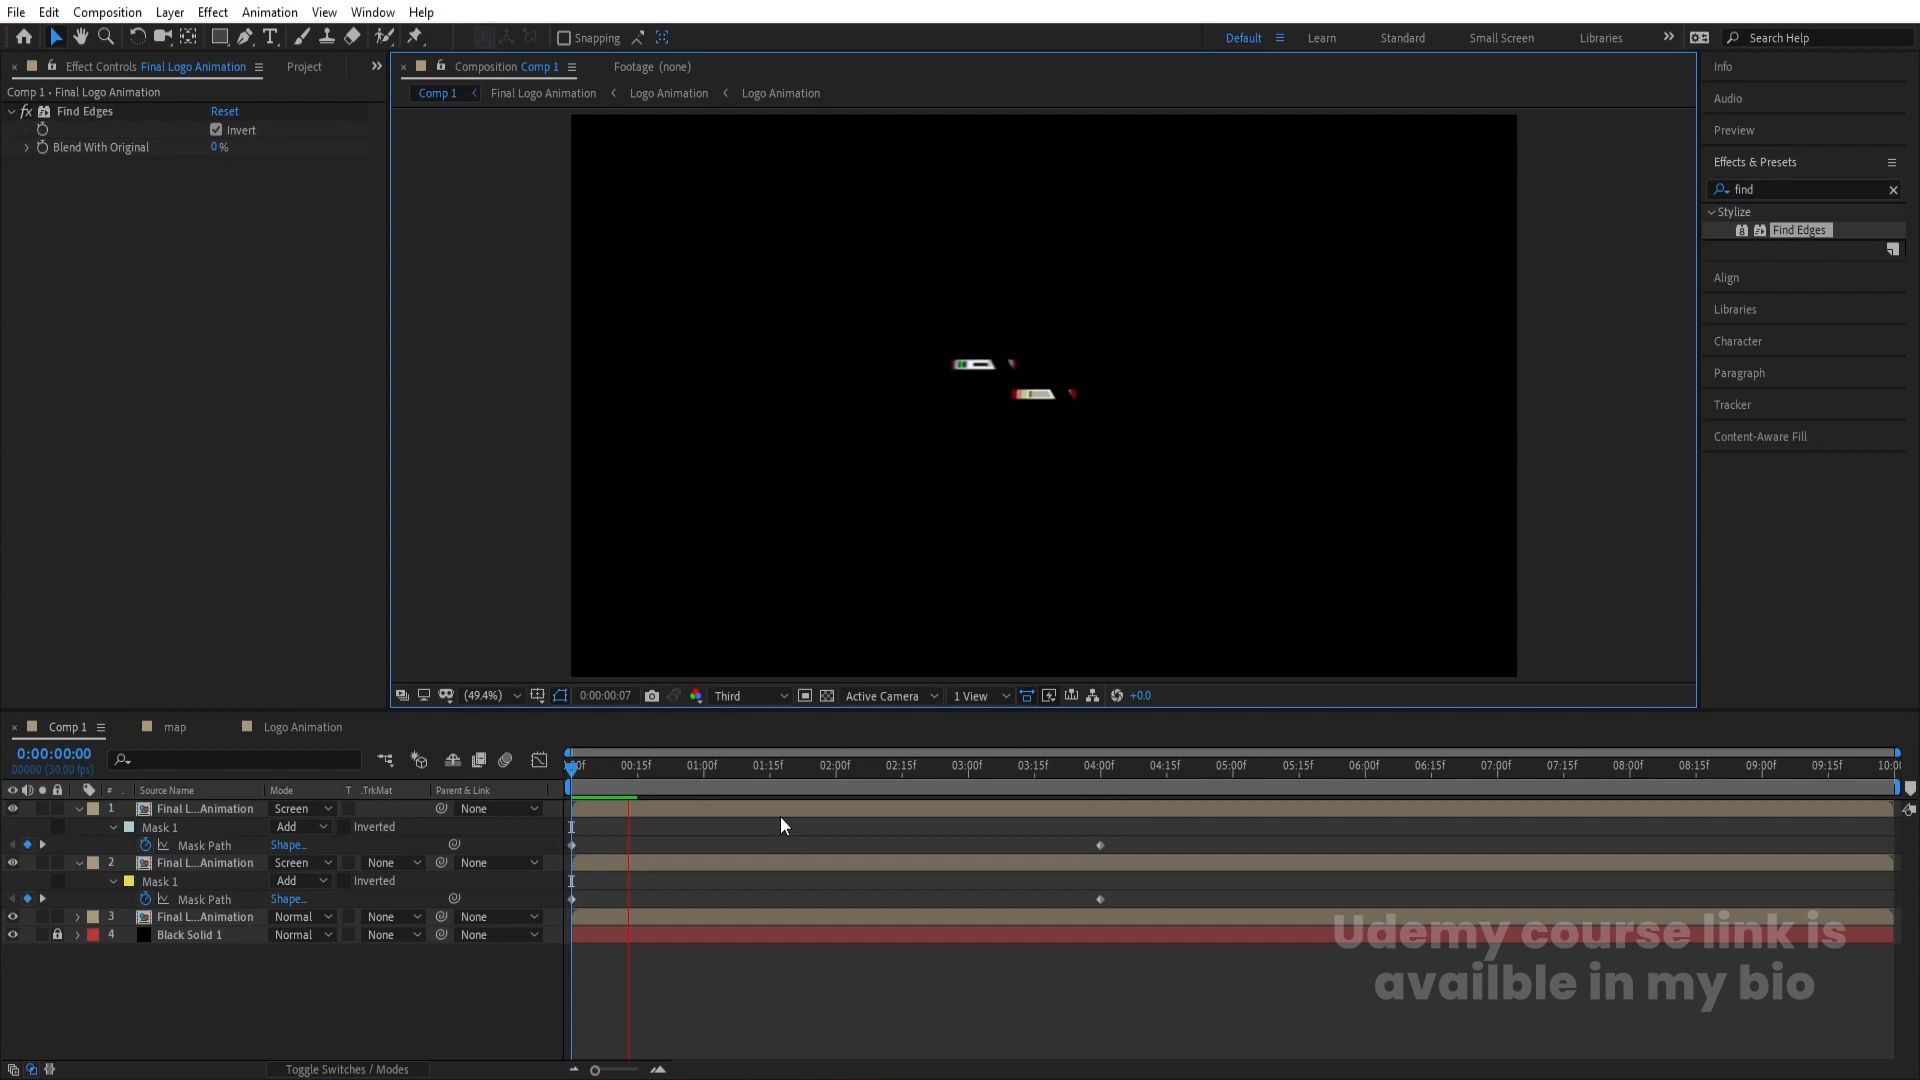 File Edit Composition Layer Effect Animation View Window Help
Snapping
Default Learn Standard Small Screen Libraries Search Help
Effect Controls Final Logo Animation Project
Composition Comp 1 Footage (none)
Info
Comp 1 • Final Logo Animation
Comp 1 Final Logo Animation Logo Animation Logo Animation
Audio
fx Find Edges Reset
Invert
Preview
Blend With Original 0 %
Effects & Presets
find
Stylize
Find Edges
Align
Libraries
Character
Paragraph
Tracker
Content-Aware Fill
(49.4%) 0:00:00:07 Third Active Camera 1 View +0.0
Comp 1 map Logo Animation
0:00:00:00
00000 (30.00 fps)
:00f 00:15f 01:00f 01:15f 02:00f 02:15f 03:00f 03:15f 04:00f 04:15f 05:00f 05:15f 06:00f 06:15f 07:00f 07:15f 08:00f 08:15f 09:00f 09:15f 10:0
# . Source Name Mode T .TrkMat Parent & Link
1 Final L...Animation Screen None
Mask 1 Add Inverted
Mask Path Shape...
2 Final L...Animation Screen None None
Mask 1 Add Inverted
Mask Path Shape...
3 Final L...Animation Normal None None
4 Black Solid 1 Normal None None
Udemy course link is
availble in my bio
Toggle Switches / Modes